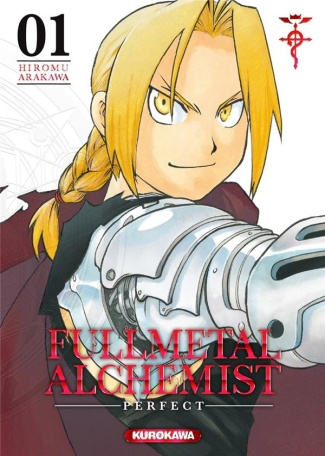 01
HIROMU
ARAKAWA
FULLMETAL
ALCHEMIST
PERFECT
KUROKAWA